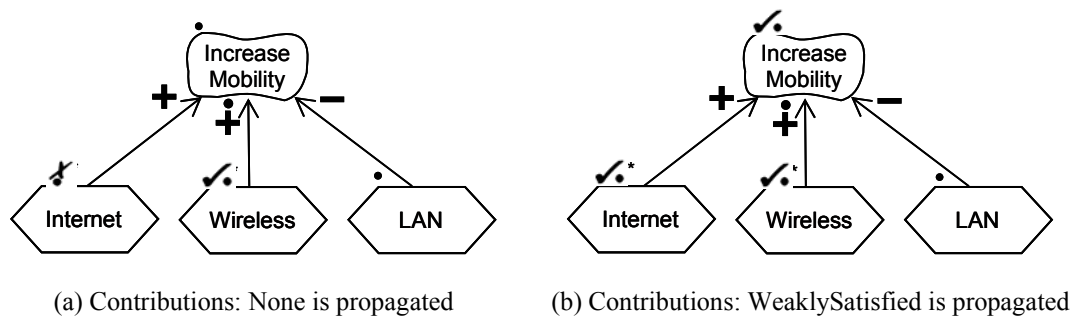 Increase
Mobility
Internet
Wireless
LAN
(a) Contributions: None is propagated
Increase
Mobility
Internet
Wireless
LAN
(b) Contributions: WeaklySatisfied is propagated